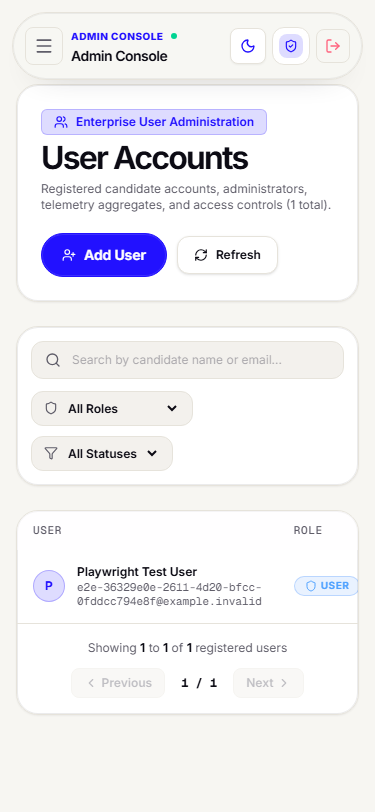 ADMIN CONSOLE
Admin Console
Enterprise User Administration
User Accounts
Registered candidate accounts, administrators,
telemetry aggregates, and access controls (1 total).
Add User
Refresh
Search by candidate name or email...
All Roles
All Statuses
USER ROLE
P
Playwright Test User
e2e-36329e0e-2611-4d20-bfcc-
0fddcc794e8f@example.invalid
USER
Showing 1 to 1 of 1 registered users
Previous 1 / 1 Next